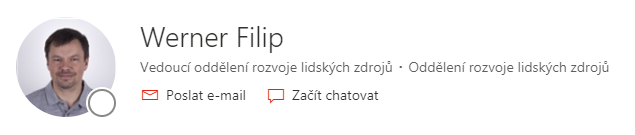 Werner Filip
Vedoucí oddělení rozvoje lidských zdrojů · Oddělení rozvoje lidských zdrojů
Poslat e-mail Začít chatovat